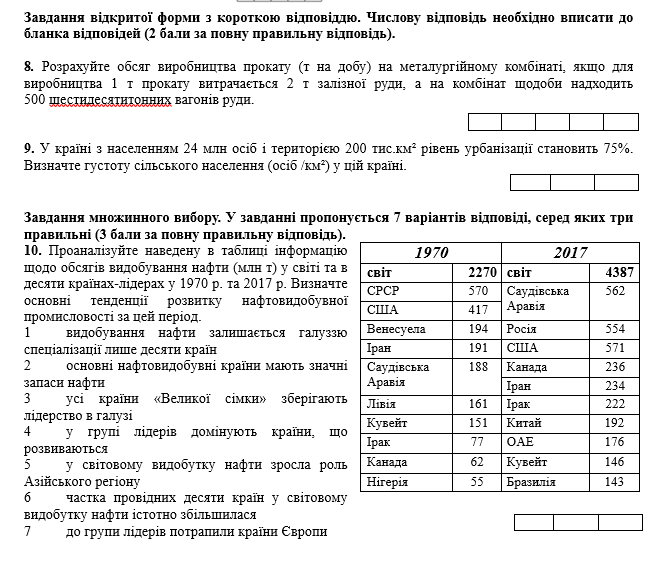 Завдання відкритої форми з короткою відповіддю. Числову відповідь необхідно вписати до
бланка відповідей (2 бали за повну правильну відповідь).
8. Розрахуйте обсяг виробництва прокату (т на добу) на металургійному комбінаті, якщо для
виробництва 1 т прокату витрачається 2 т залізної руди, а на комбінат щодоби надходить
500 шестидесятитонних вагонів руди.
9. У країні з населенням 24 млн осіб і територією 200 тис.км² рівень урбанізації становить 75%.
Визначте густоту сільського населення (осіб /км²) у цій країні.
Завдання множинного вибору. У завданні пропонується 7 варіантів відповіді, серед яких три
правильні (3 бали за повну правильну відповідь).
10. Проаналізуйте наведену в таблиці інформацію
щодо обсягів видобування нафти (млн т) у світі та в
десяти країнах-лідерах у 1970 р. та 2017 р. Визначте
основні тенденції розвитку нафтовидобувної
промисловості за цей період.
1 видобування нафти залишається галуззю
спеціалізації лише десяти країн
2 основні нафтовидобувні країни мають значні
запаси нафти
3 усі країни «Великої сімки» зберігають
лідерство в галузі
4 у групі лідерів домінують країни, що
розвиваються
5 у світовому видобутку нафти зросла роль
Азійського регіону
6 частка провідних десяти країн у світовому
видобутку нафти істотно збільшилася
7 до групи лідерів потрапили країни Європи
1970 2017
світ 2270 світ 4387
СРСР 570 Саудівська Аравія 562
США 417
Венесуела 194 Росія 554
Іран 191 США 571
Саудівська Аравія 188 Канада 236
Іран 234
Лівія 161 Ірак 222
Кувейт 151 Китай 192
Ірак 77 ОАЕ 176
Канада 62 Кувейт 146
Нігерія 55 Бразилія 143